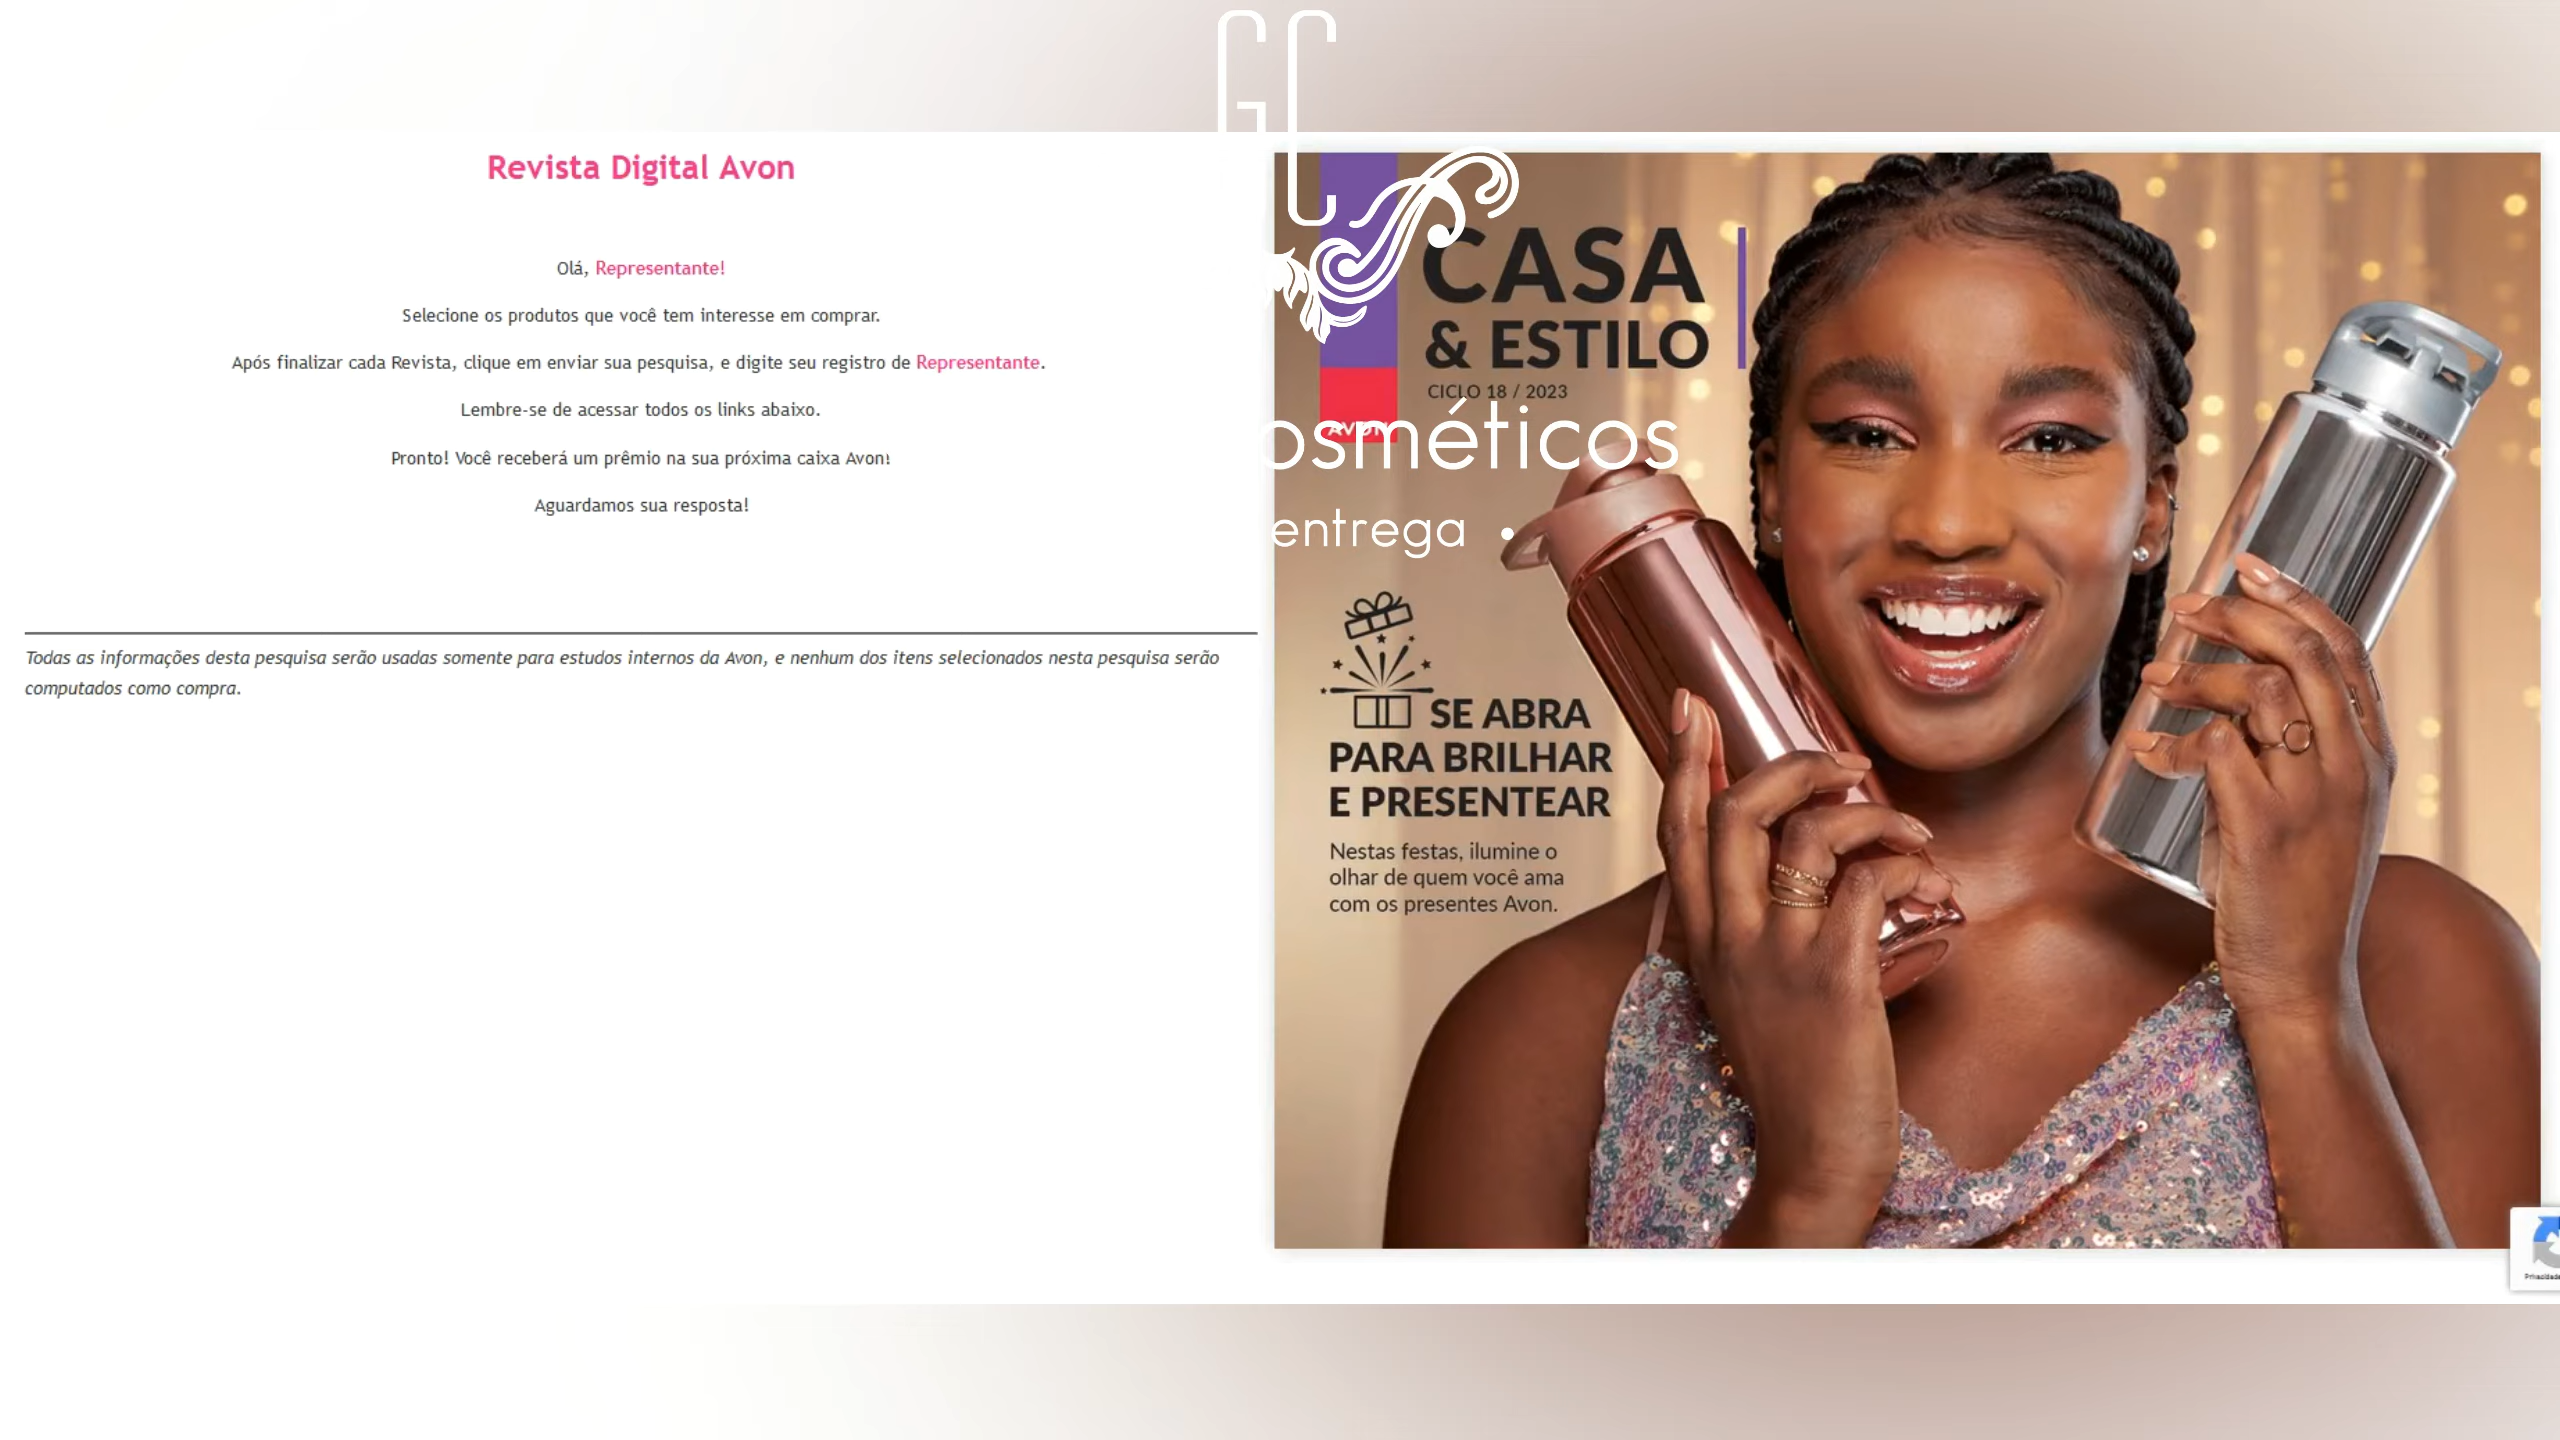 Revista Digital Avon
Olá, Representante!
Selecione os produtos que você tem interesse em comprar.
Após finalizar cada Revista, clique em enviar sua pesquisa, e digite seu registro de Representante.
Lembre-se de acessar todos os links abaixo.
Pronto! Você receberá um prêmio na sua próxima caixa Avon!
Aguardamos sua resposta!
Todas as informações desta pesquisa serão usadas somente para estudos internos da Avon, e nenhum dos itens selecionados nesta pesquisa serão
computados como compra.
GC
CASA
& ESTILO
CICLO 18 / 2023
AVON
osméticos
entrega •
SE ABRA
PARA BRILHAR
E PRESENTEAR
Nestas festas, ilumine o
olhar de quem você ama
com os presentes Avon.